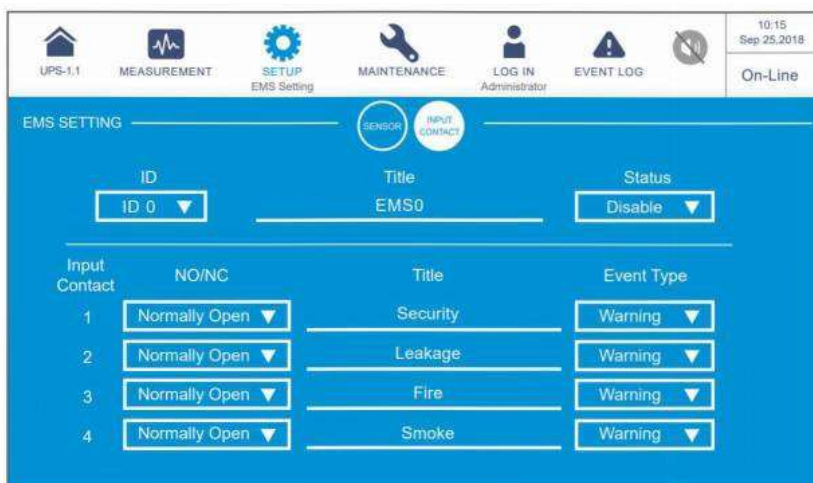 10:15
Sep 25,2018
UPS-1.1 MEASUREMENT SETUP MAINTENANCE LOG IN EVENT LOG
EMS Setting Administrator
On-Line
EMS SETTING SENSOR INPUT CONTACT
ID Title Status
ID 0 EMS0 Disable
Input Contact NO/NC Title Event Type
1 Normally Open Security Warning
2 Normally Open Leakage Warning
3 Normally Open Fire Warning
4 Normally Open Smoke Warning